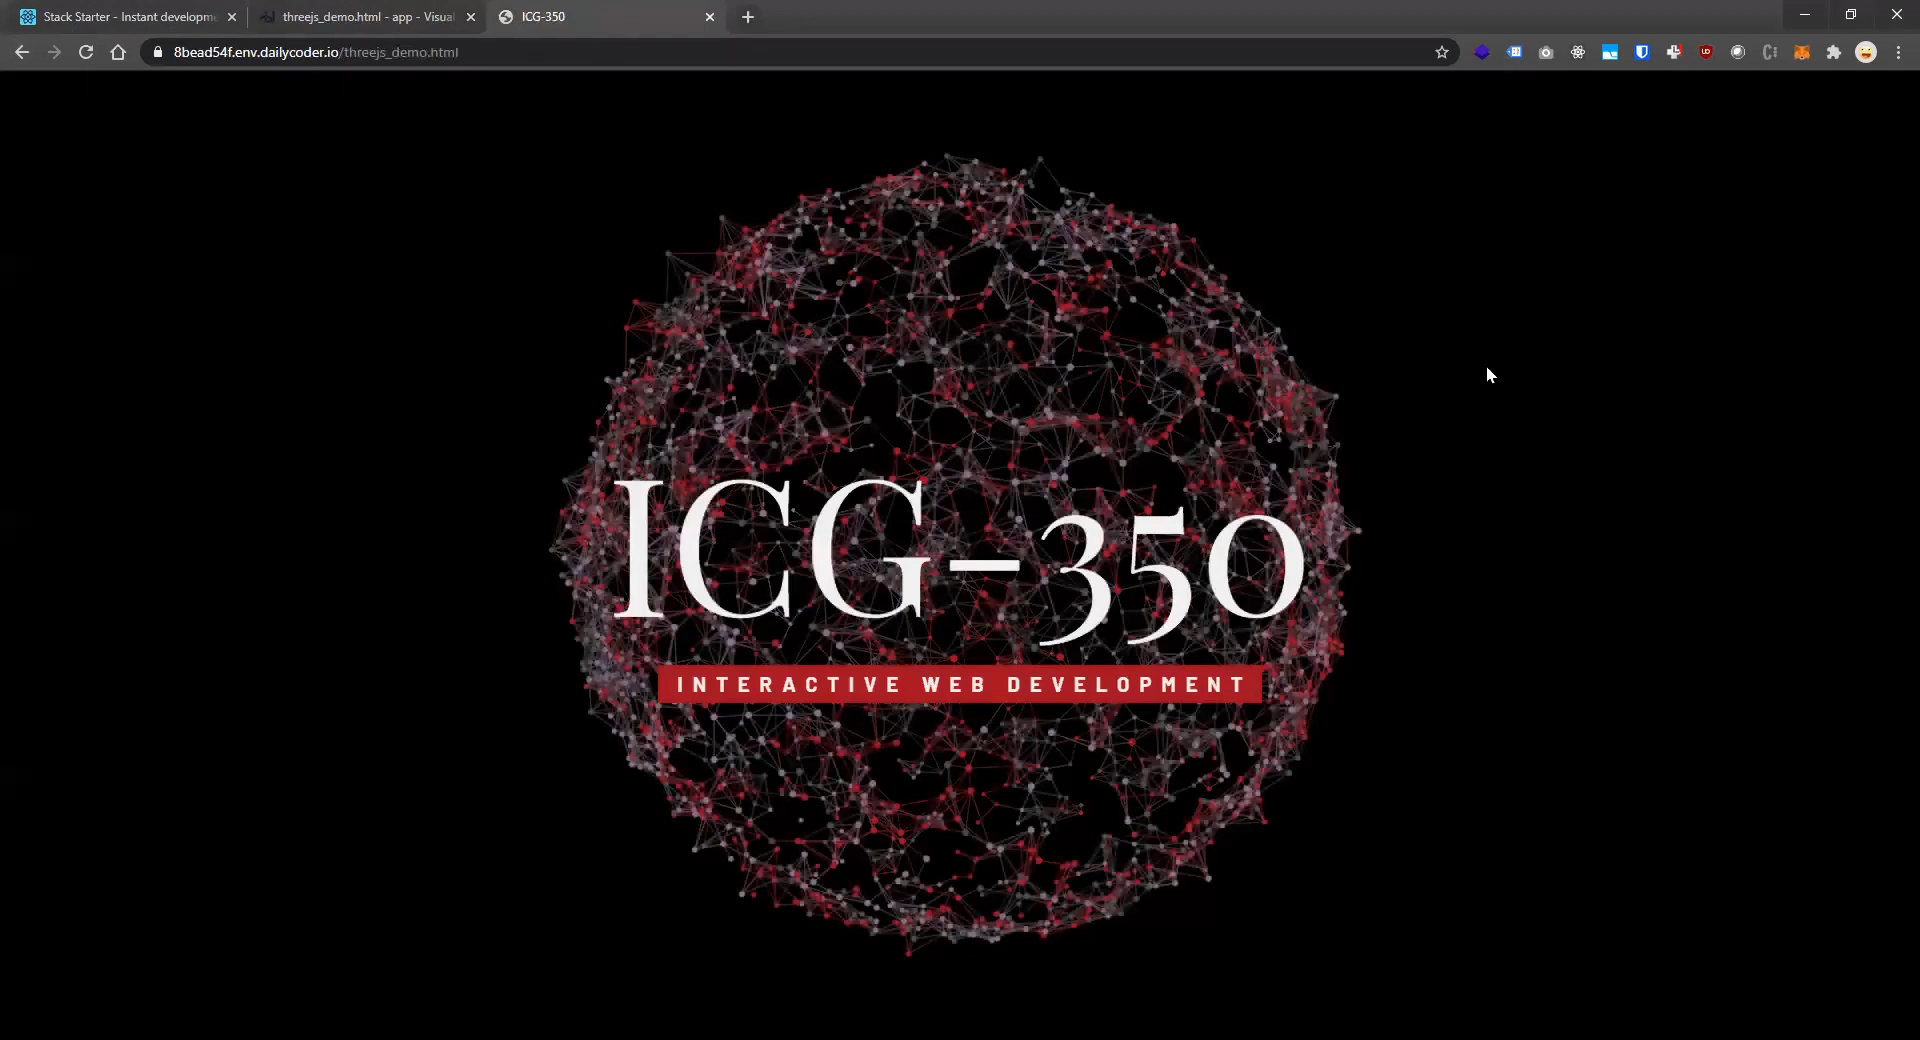 Stack Starter - Instant developm
threejs_demo.html - app - Visual
ICG-350
8bead54f.env.dailycoder.io/threejs_demo.html
ICG-350
INTERACTIVE WEB DEVELOPMENT